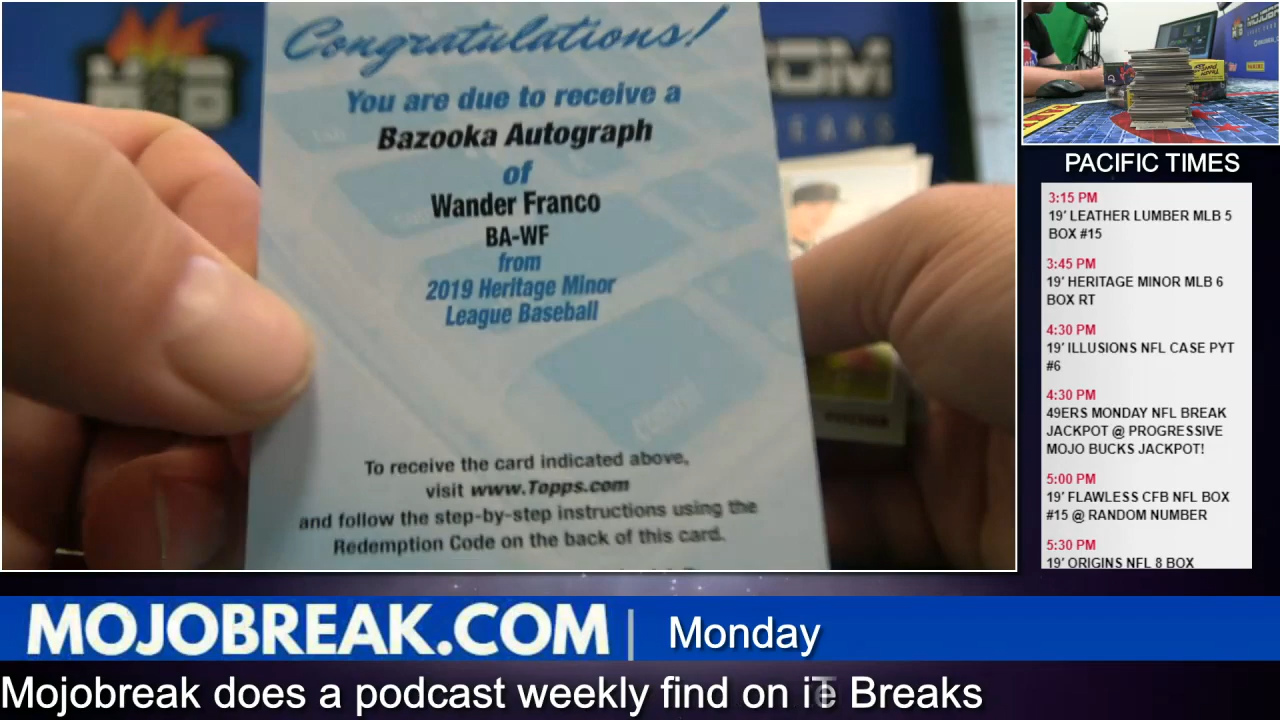 Congratulations!
You are due to receive a
Bazooka Autograph
of
Wander Franco
BA-WF
from
2019 Heritage Minor
League Baseball
To receive the card indicated above,
visit www.Topps.com
and follow the step-by-step instructions using the
Redemption Code on the back of this card.
PACIFIC TIMES
3:15 PM
19' LEATHER LUMBER MLB 5
BOX #15
3:45 PM
19' HERITAGE MINOR MLB 6
BOX RT
4:30 PM
19' ILLUSIONS NFL CASE PYT
#6
4:30 PM
49ERS MONDAY NFL BREAK
JACKPOT @ PROGRESSIVE
MOJO BUCKS JACKPOT!
5:00 PM
19' FLAWLESS CFB NFL BOX
#15 @ RANDOM NUMBER
5:30 PM
19' ORIGINS NFL 8 BOX
MOJOBREAK.COM | Monday
Mojobreak does a podcast weekly find on Breaks